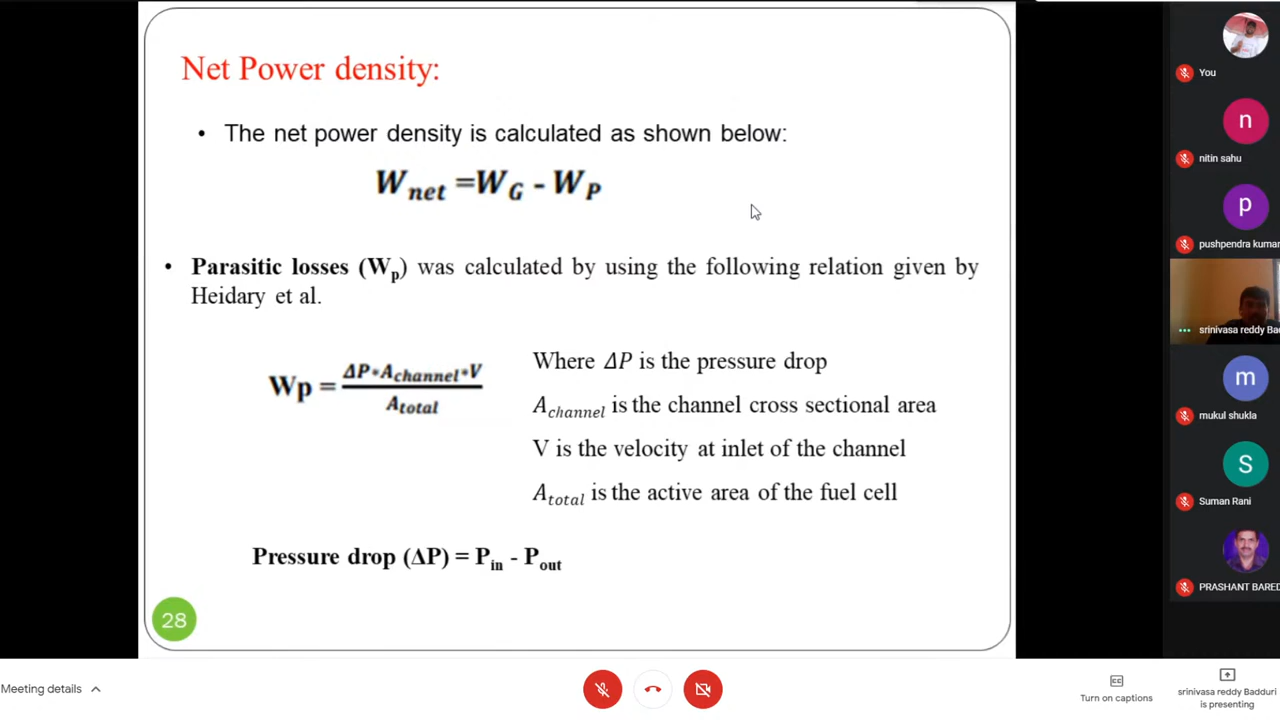 Net Power density:
• The net power density is calculated as shown below:
W_net =W_G - W_P
• Parasitic losses (W_p) was calculated by using the following relation given by
Heidary et al.
Wp = ΔP*A_channel*V / A_total
Where ΔP is the pressure drop
A_channel is the channel cross sectional area
V is the velocity at inlet of the channel
A_total is the active area of the fuel cell
Pressure drop (ΔP) = P_in - P_out
28
You
n
nitin sahu
p
pushpendra kumar
srinivasa reddy Ba
m
mukul shukla
S
Suman Rani
PRASHANT BARED
Meeting details
Turn on captions
srinivasa reddy Badduri
is presenting